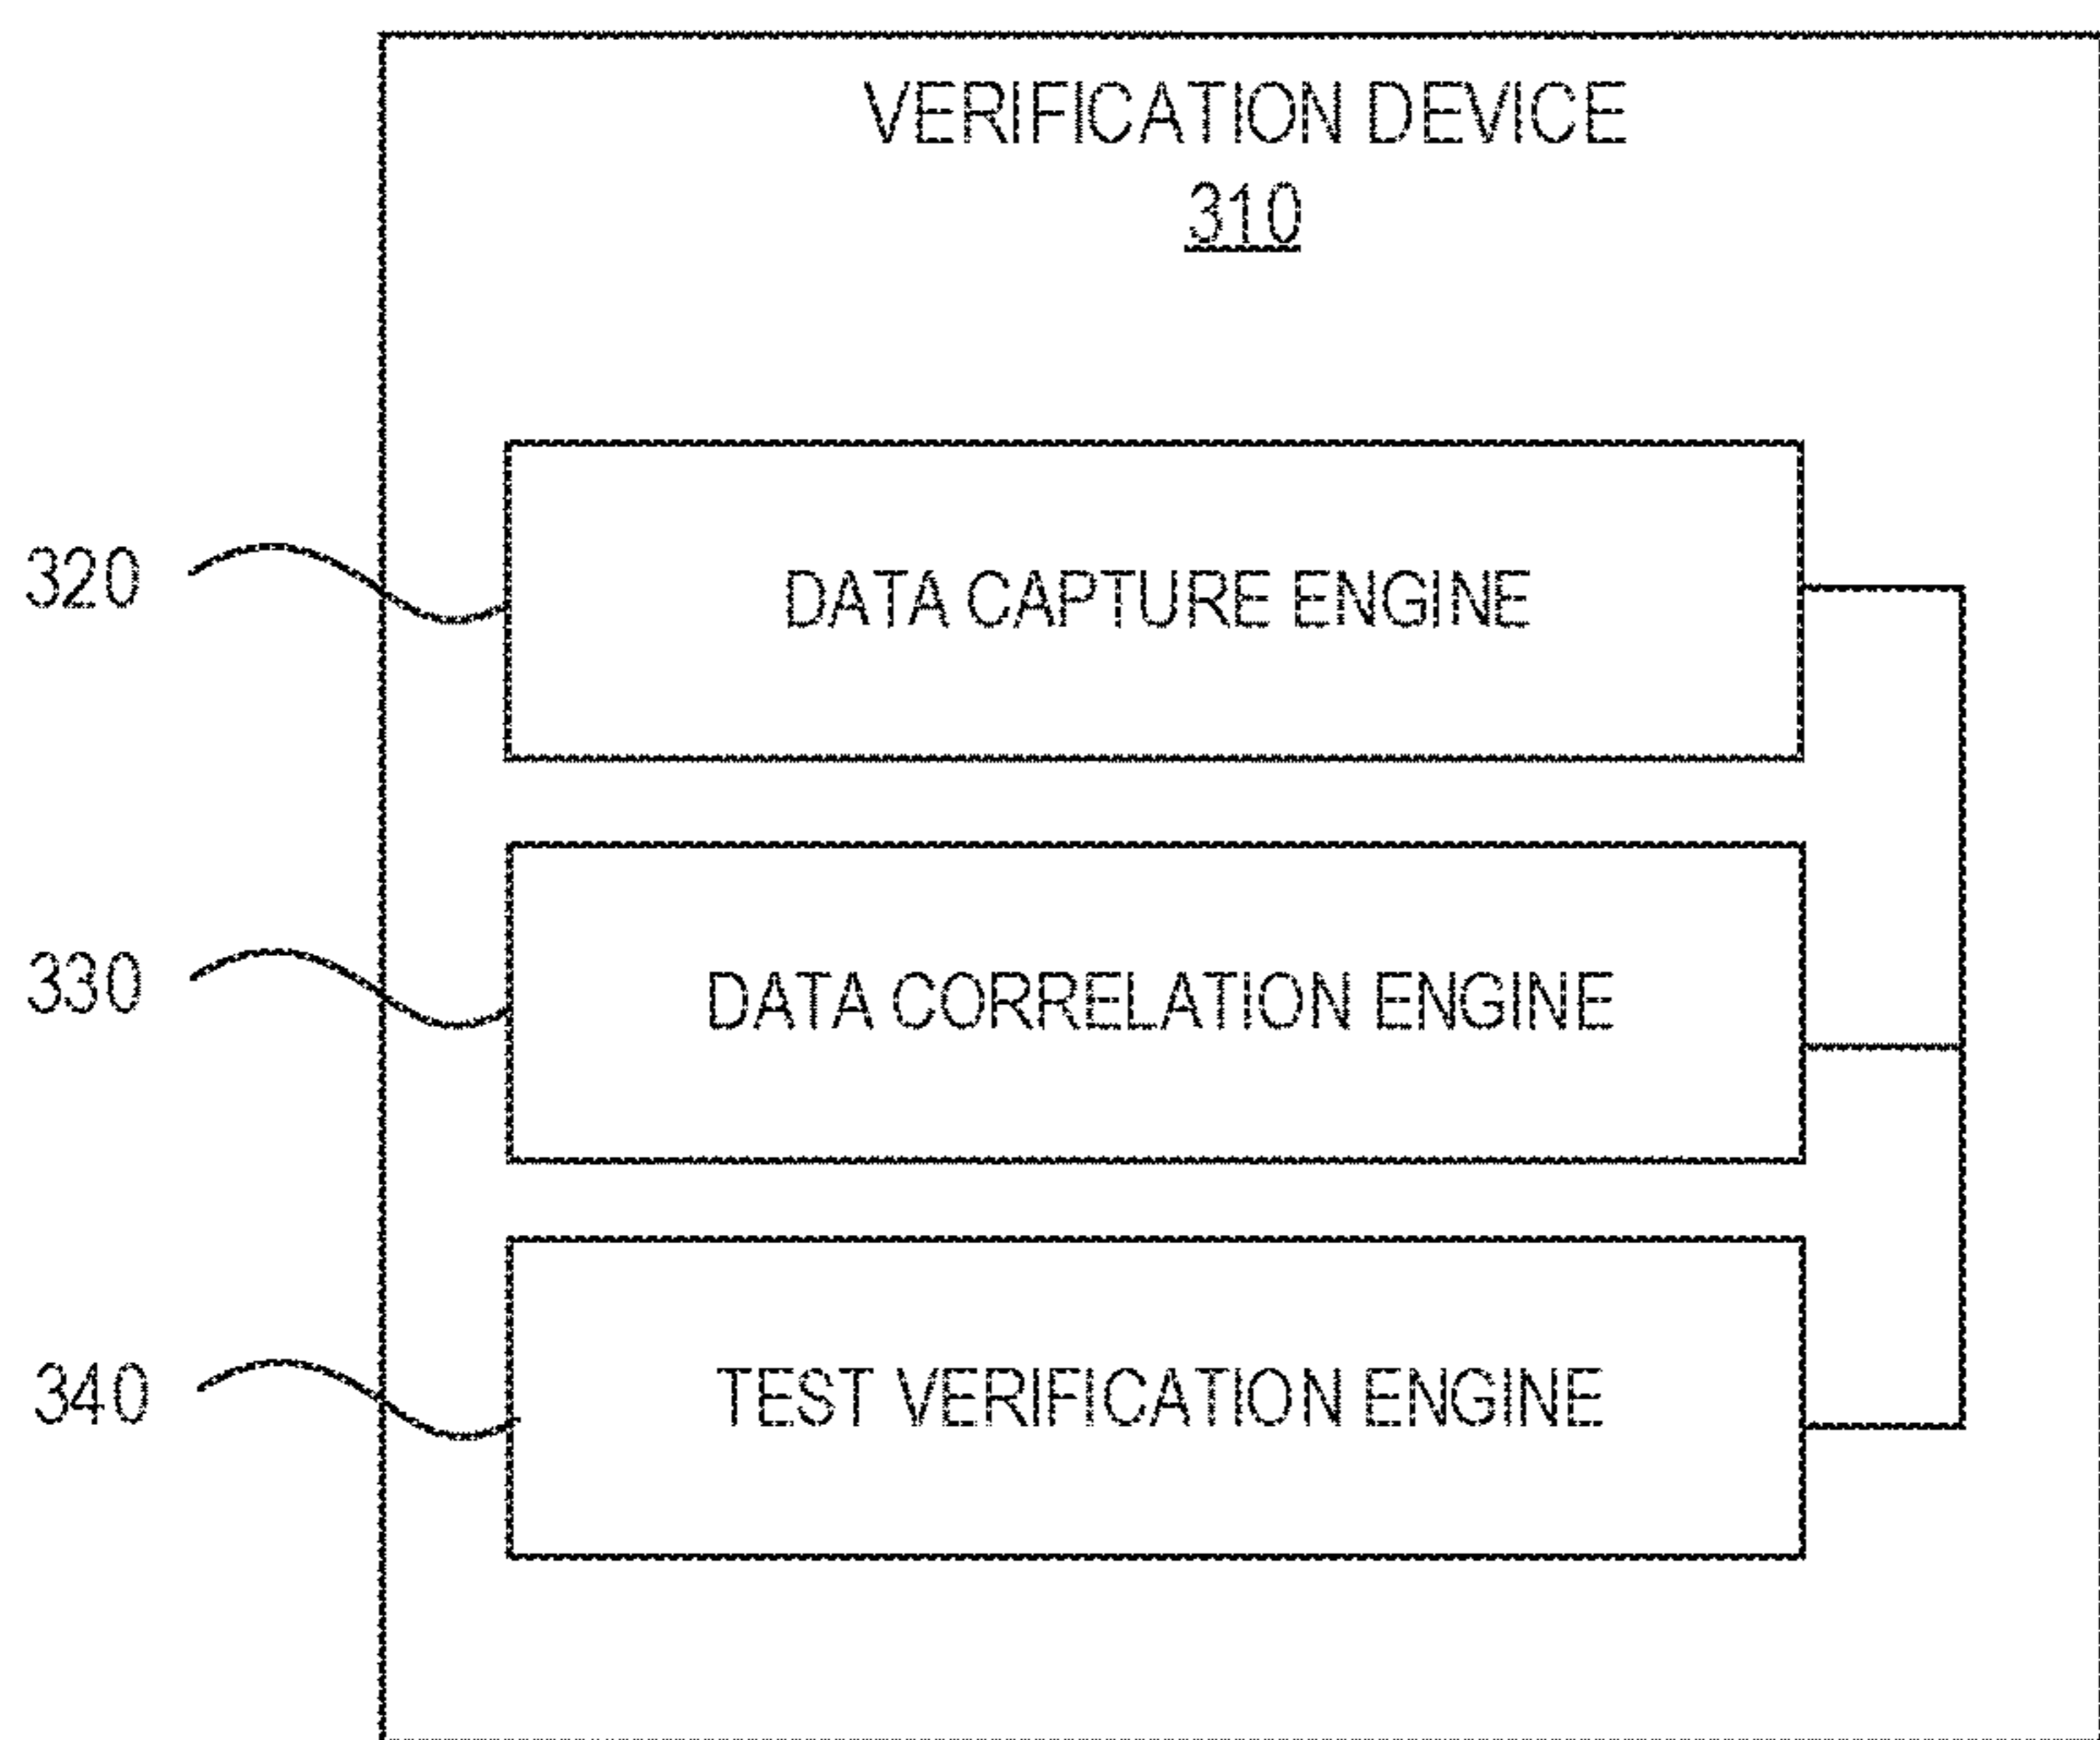 VERIFICATION DEVICE
310
320
DATA CAPTURE ENGINE
330
DATA CORRELATION ENGINE
340
TEST VERIFICATION ENGINE